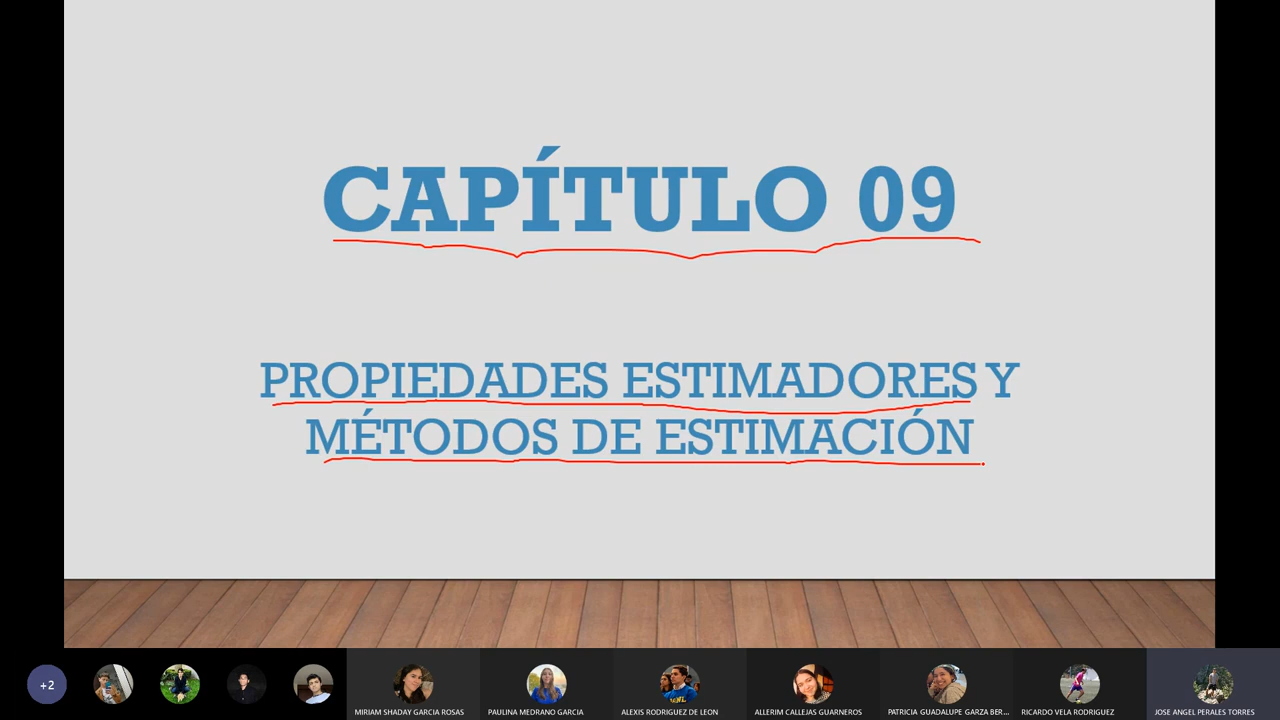 CAPÍTULO 09
PROPIEDADES ESTIMADORES Y
MÉTODOS DE ESTIMACIÓN
+2
MIRIAM SHADAY GARCIA ROSAS
PAULINA MEDRANO GARCIA
ALEXIS RODRIGUEZ DE LEON
ALLERIM CALLEJAS GUARNEROS
PATRICIA GUADALUPE GARZA BER...
RICARDO VELA RODRIGUEZ
JOSE ANGEL PERALES TORRES